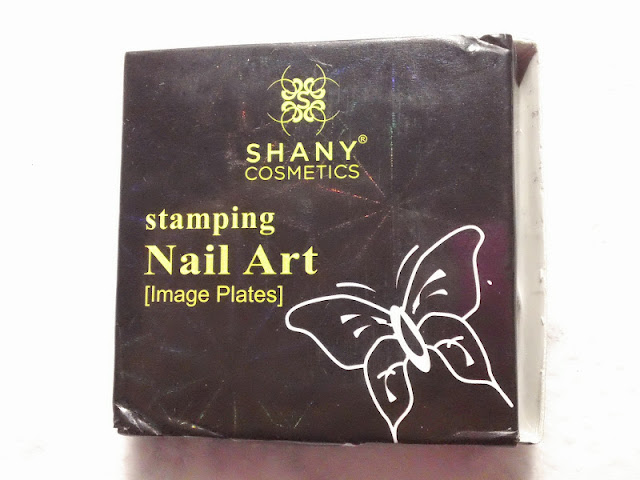 SHANY®
COSMETICS
stamping
Nail Art
[Image Plates]